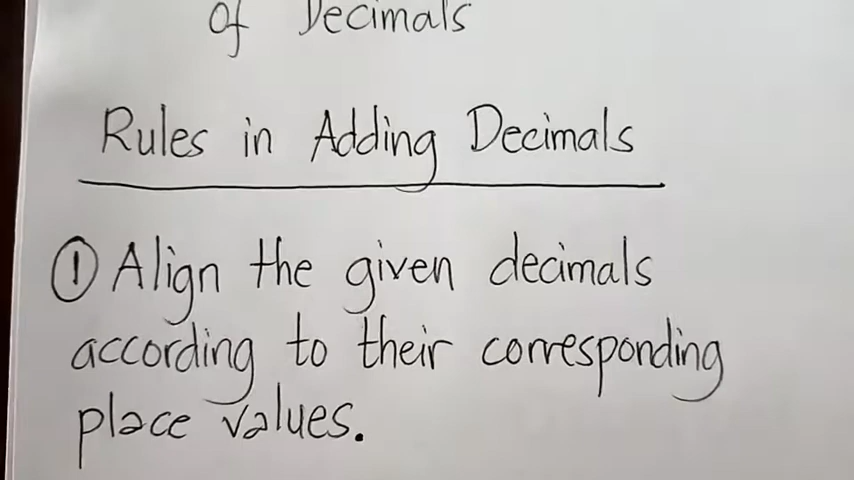 of Decimals
Rules in Adding Decimals
① Align the given decimals
according to their corresponding
place values.